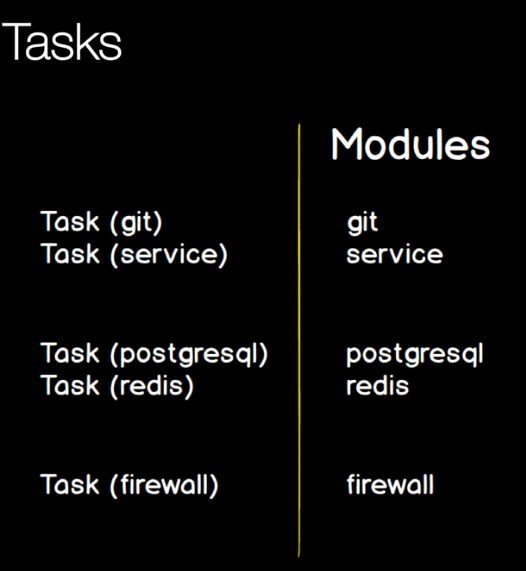 Tasks
Modules
Task (git)
git
Task (service)
service
Task (postgresql)
postgresql
Task (redis)
redis
Task (firewall)
firewall